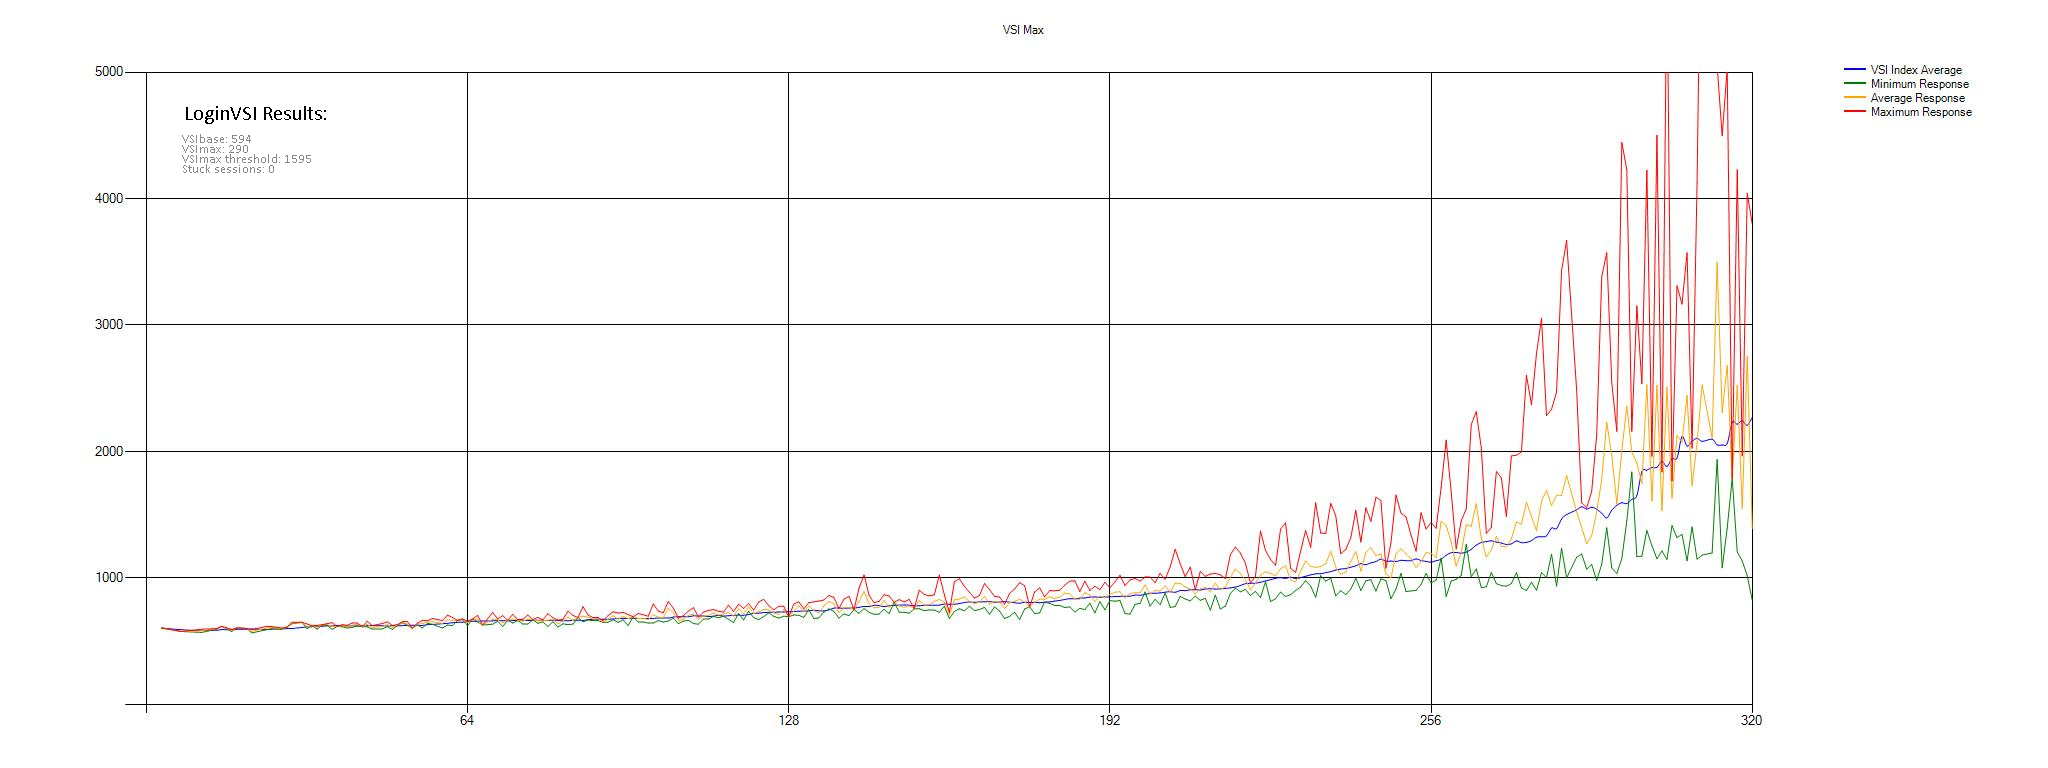 VSI Max
5000
4000
3000
2000
1000
64
128
192
256
320
LoginVSI Results:
VSIbase: 594
VSImax: 290
VSImax threshold: 1595
Stuck sessions: 0
VSI Index Average
Minimum Response
Average Response
Maximum Response